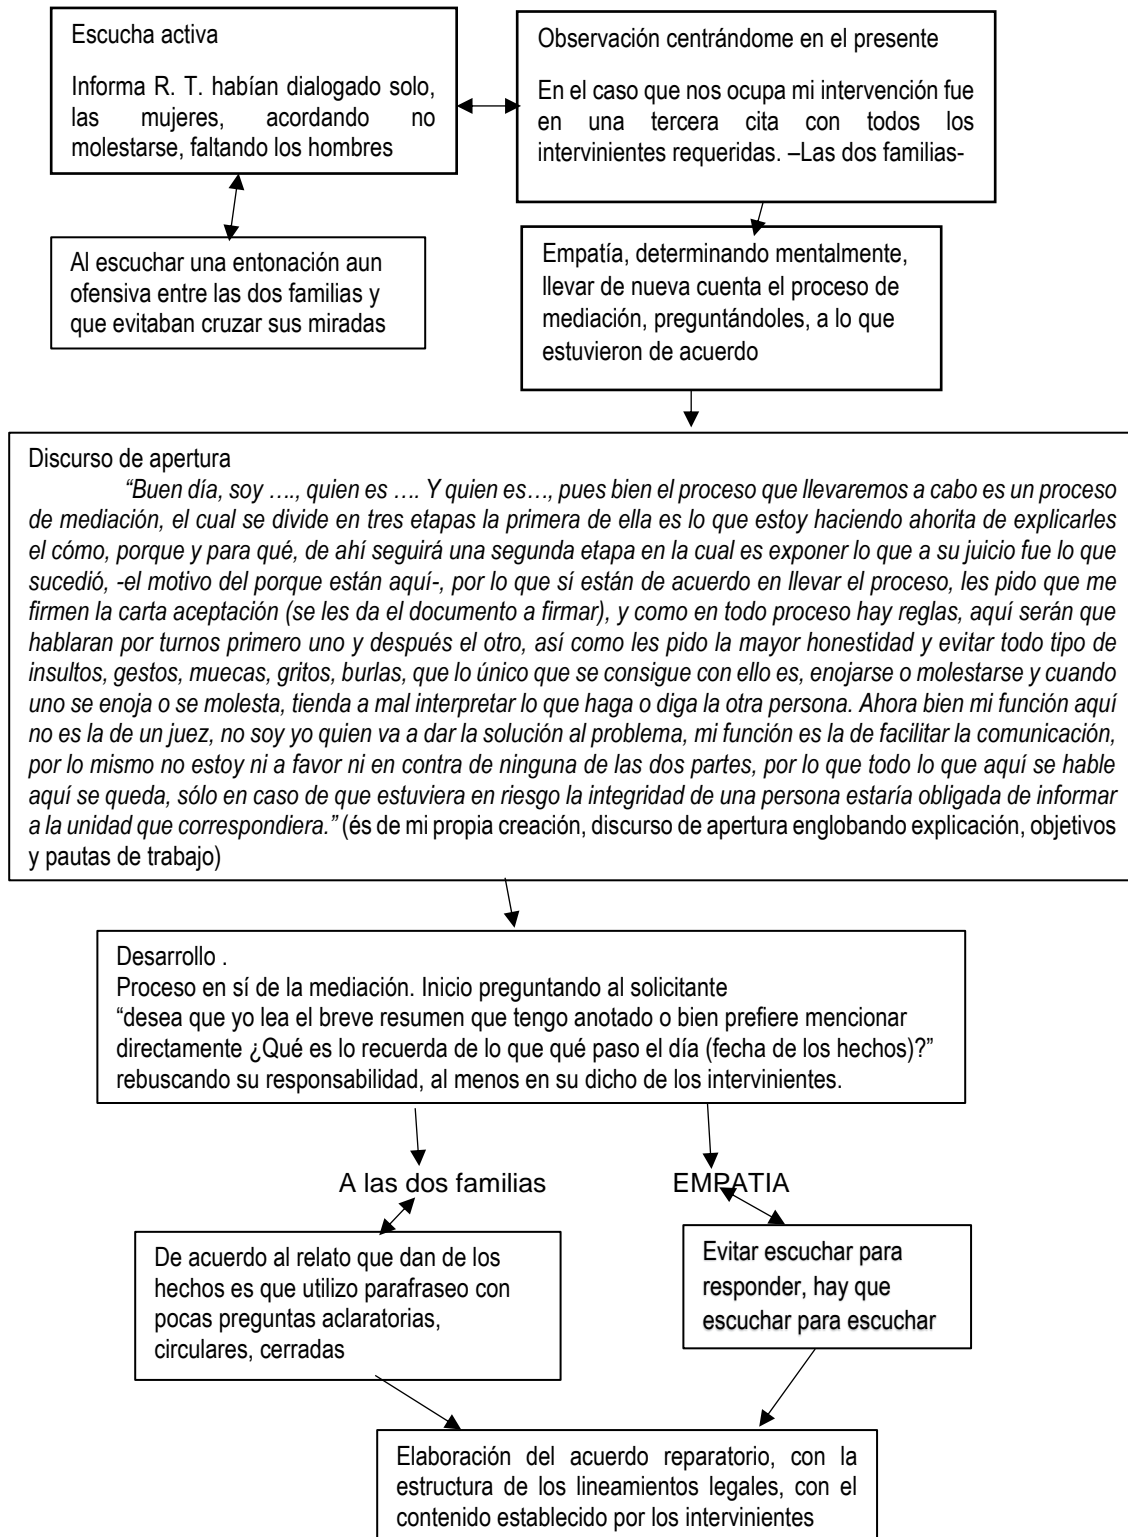 Escucha activa
Informa R. T. habían dialogado solo,
las mujeres, acordando no
molestarse, faltando los hombres
Observación centrándome en el presente
En el caso que nos ocupa mi intervención fue
en una tercera cita con todos los
intervinientes requeridas. –Las dos familias-
Al escuchar una entonación aun
ofensiva entre las dos familias y
que evitaban cruzar sus miradas
Empatía, determinando mentalmente,
llevar de nueva cuenta el proceso de
mediación, preguntándoles, a lo que
estuvieron de acuerdo
Discurso de apertura
“Buen día, soy …., quien es …. Y quien es…, pues bien el proceso que llevaremos a cabo es un proceso
de mediación, el cual se divide en tres etapas la primera de ella es lo que estoy haciendo ahorita de explicarles
el cómo, porque y para qué, de ahí seguirá una segunda etapa en la cual es exponer lo que a su juicio fue lo que
sucedió, -el motivo del porque están aquí-, por lo que sí están de acuerdo en llevar el proceso, les pido que me
firmen la carta aceptación (se les da el documento a firmar), y como en todo proceso hay reglas, aquí serán que
hablaran por turnos primero uno y después el otro, así como les pido la mayor honestidad y evitar todo tipo de
insultos, gestos, muecas, gritos, burlas, que lo único que se consigue con ello es, enojarse o molestarse y cuando
uno se enoja o se molesta, tienda a mal interpretar lo que haga o diga la otra persona. Ahora bien mi función aquí
no es la de un juez, no soy yo quien va a dar la solución al problema, mi función es la de facilitar la comunicación,
por lo mismo no estoy ni a favor ni en contra de ninguna de las dos partes, por lo que todo lo que aquí se hable
aquí se queda, sólo en caso de que estuviera en riesgo la integridad de una persona estaría obligada de informar
a la unidad que correspondiera.” (és de mi propia creación, discurso de apertura englobando explicación, objetivos
y pautas de trabajo)
Desarrollo .
Proceso en sí de la mediación. Inicio preguntando al solicitante
“desea que yo lea el breve resumen que tengo anotado o bien prefiere mencionar
directamente ¿Qué es lo recuerda de lo que qué paso el día (fecha de los hechos)?”
rebuscando su responsabilidad, al menos en su dicho de los intervinientes.
A las dos familias
EMPATIA
De acuerdo al relato que dan de los
hechos es que utilizo parafraseo con
pocas preguntas aclaratorias,
circulares, cerradas
Evitar escuchar para
responder, hay que
escuchar para escuchar
Elaboración del acuerdo reparatorio, con la
estructura de los lineamientos legales, con el
contenido establecido por los intervinientes